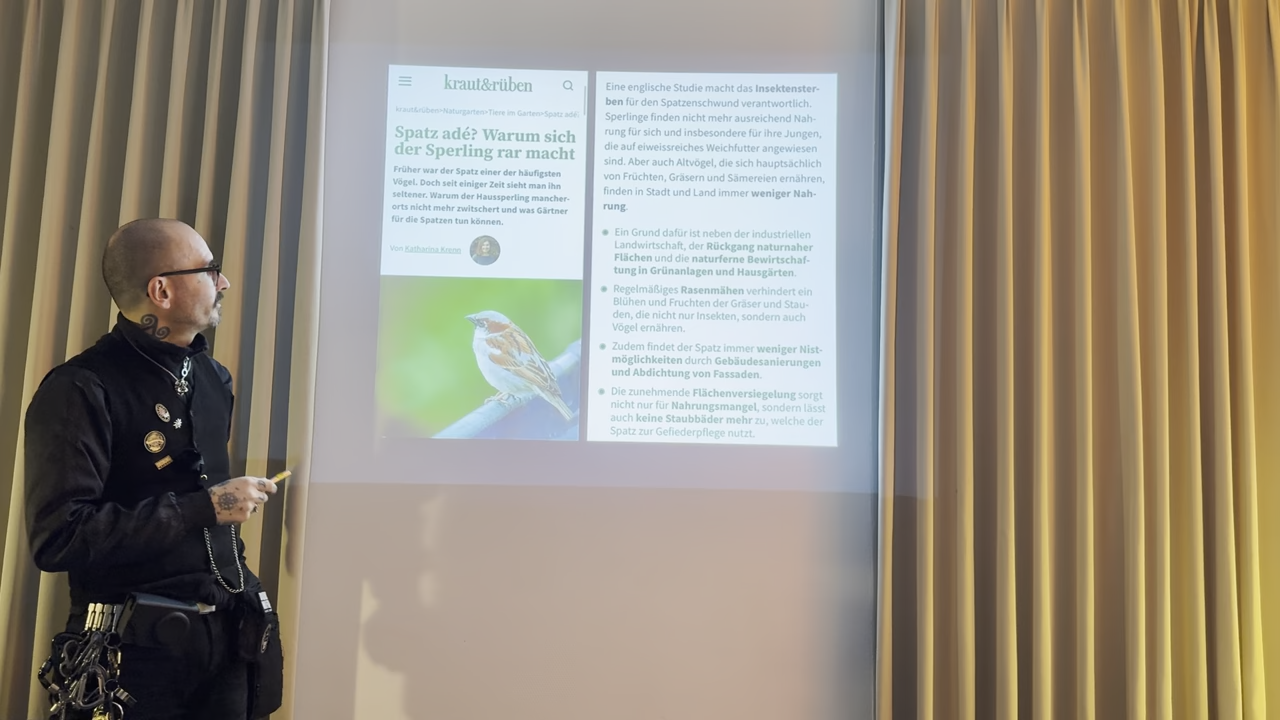 kraut&rüben
kraut&rüben>Naturgarten>Tiere im Garten>Spatz adé:
Spatz adé? Warum sich
der Sperling rar macht
Früher war der Spatz einer der häufigsten
Vögel. Doch seit einiger Zeit sieht man ihn
seltener. Warum der Haussperling mancher-
orts nicht mehr zwitschert und was Gärtner
für die Spatzen tun können.
Von Katharina Krenn
Eine englische Studie macht das Insektenster-
ben für den Spatzenschwund verantwortlich.
Sperlinge finden nicht mehr ausreichend Nah-
rung für sich und insbesondere für ihre Jungen,
die auf eiweissreiches Weichfutter angewiesen
sind. Aber auch Altvögel, die sich hauptsächlich
von Früchten, Gräsern und Sämereien ernähren,
finden in Stadt und Land immer weniger Nah-
rung.
Ein Grund dafür ist neben der industriellen
Landwirtschaft, der Rückgang naturnaher
Flächen und die naturferne Bewirtschaf-
tung in Grünanlagen und Hausgärten.
Regelmäßiges Rasenmähen verhindert ein
Blühen und Fruchten der Gräser und Stau-
den, die nicht nur Insekten, sondern auch
Vögel ernähren.
Zudem findet der Spatz immer weniger Nist-
möglichkeiten durch Gebäudesanierungen
und Abdichtung von Fassaden.
Die zunehmende Flächenversiegelung sorgt
nicht nur für Nahrungsmangel, sondern lässt
auch keine Staubbäder mehr zu, welche der
Spatz zur Gefiederpflege nutzt.